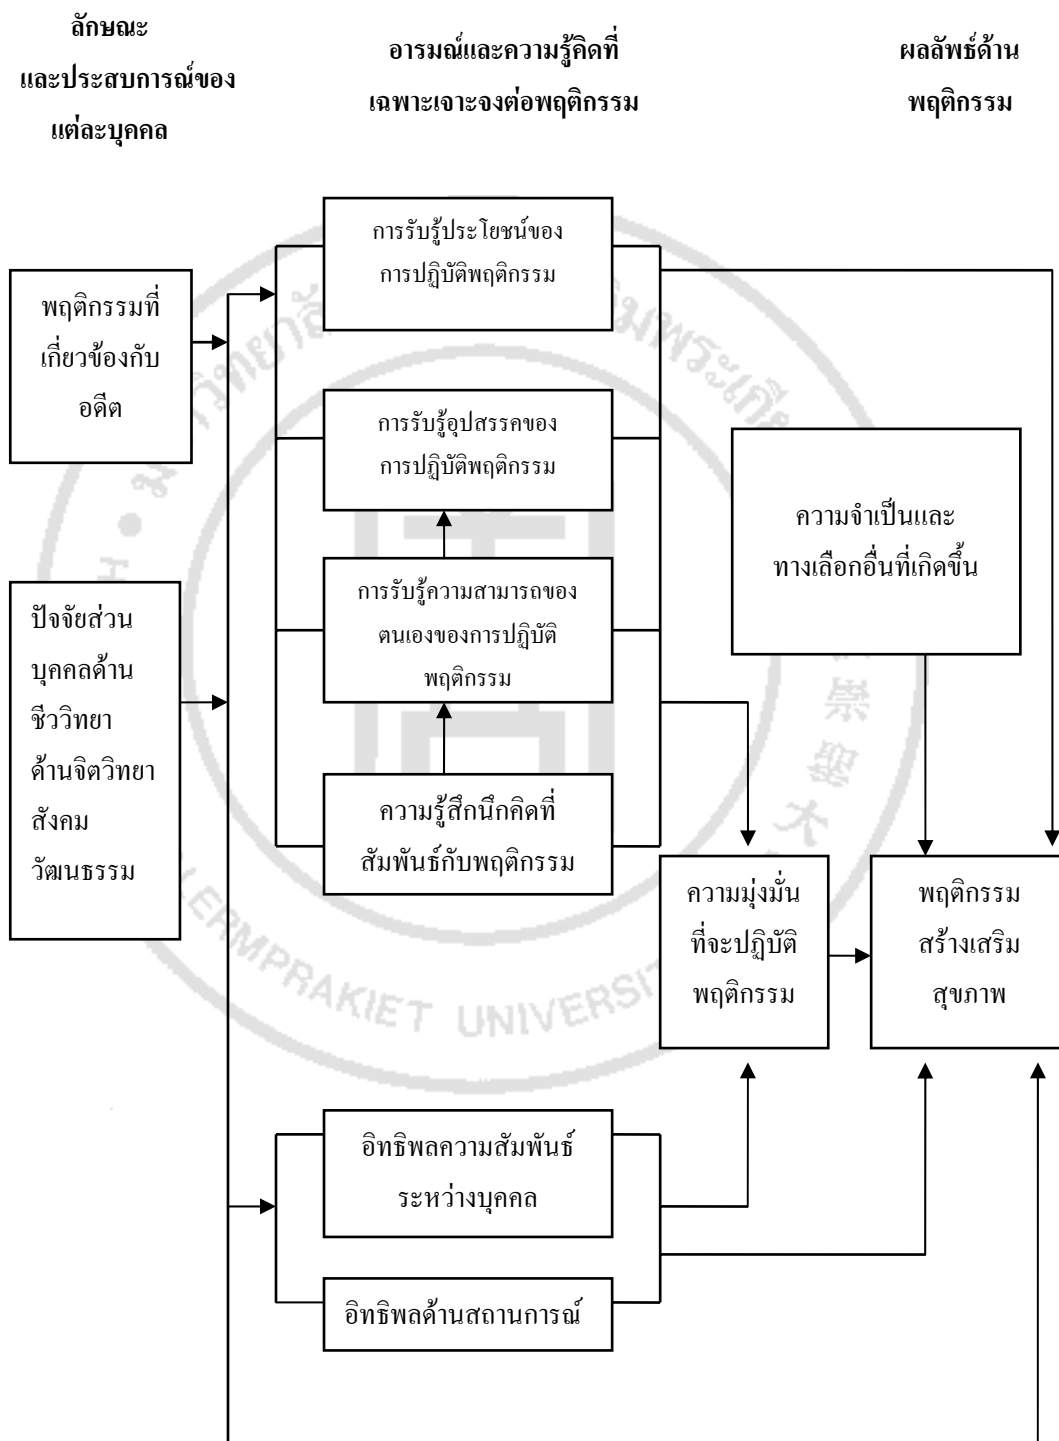 ลักษณะ
และประสบการณ์ของ
แต่ละบุคคล
อารมณ์และความรู้คิดที่
เฉพาะเจาะจงต่อพฤติกรรม
ผลลัพธ์ด้าน
พฤติกรรม
พฤติกรรมที่
เกี่ยวข้องกับ
อดีต
ปัจจัยส่วน
บุคคลด้าน
ชีววิทยา
ด้านจิตวิทยา
สังคม
วัฒนธรรม
การรับรู้ประโยชน์ของ
การปฏิบัติพฤติกรรม
การรับรู้อุปสรรคของ
การปฏิบัติพฤติกรรม
การรับรู้ความสามารถของ
ตนเองของการปฏิบัติ
พฤติกรรม
ความรู้สึกนึกคิดที่
สัมพันธ์กับพฤติกรรม
อิทธิพลความสัมพันธ์
ระหว่างบุคคล
อิทธิพลด้านสถานการณ์
ความจำเป็นและ
ทางเลือกอื่นที่เกิดขึ้น
ความมุ่งมั่น
ที่จะปฏิบัติ
พฤติกรรม
พฤติกรรม
สร้างเสริม
สุขภาพ